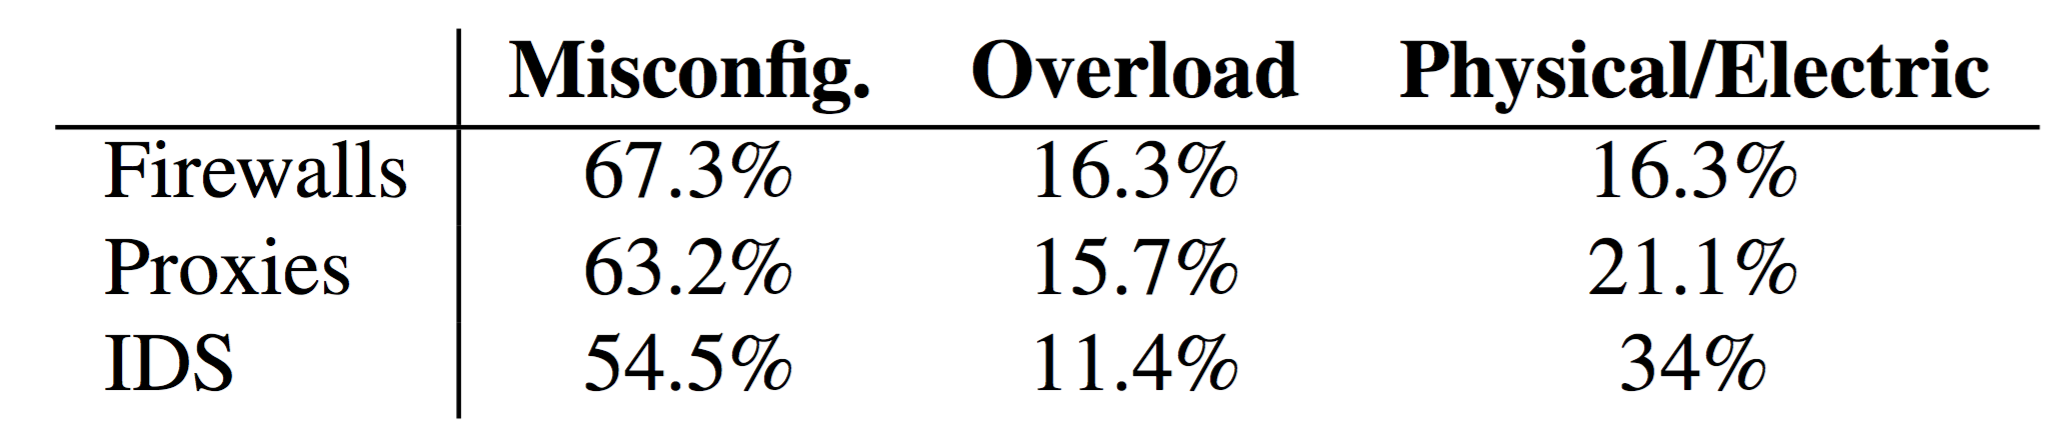 Misconfig. Overload Physical/Electric
Firewalls 67.3% 16.3% 16.3%
Proxies 63.2% 15.7% 21.1%
IDS 54.5% 11.4% 34%